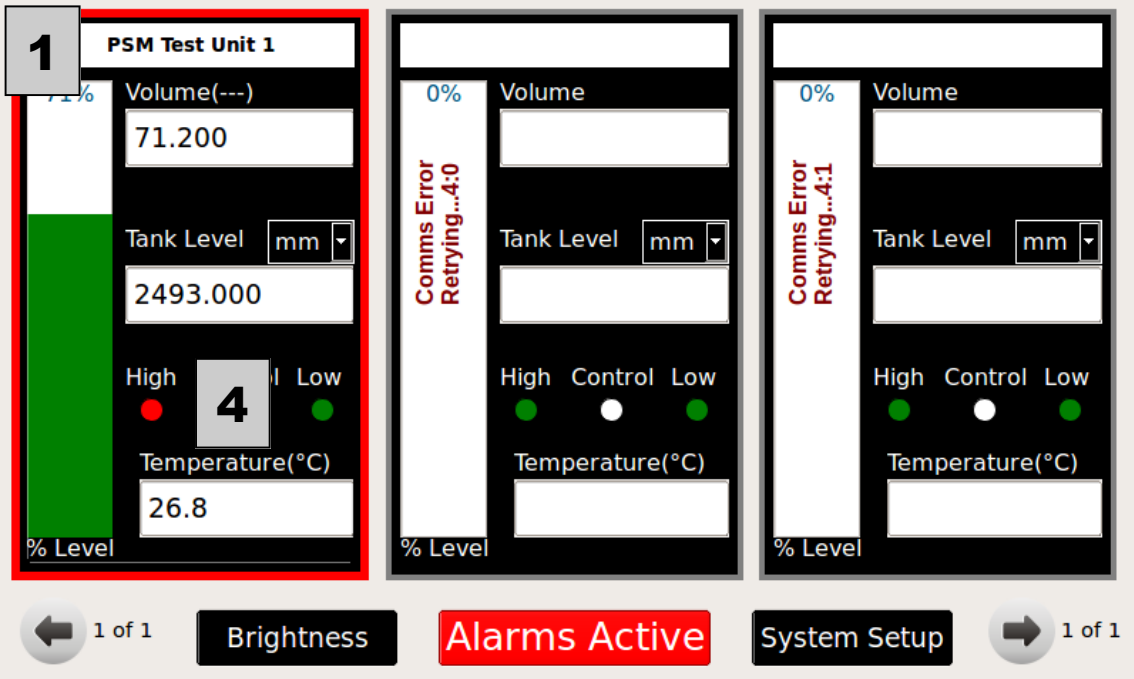 1
PSM Test Unit 1
71%
Volume(---)
71.200
Tank Level
mm
2493.000
High
Low
4
Temperature(°C)
26.8
% Level
0%
Volume
Comms Error
Retrying...4:0
Tank Level
mm
High Control Low
Temperature(°C)
% Level
0%
Volume
Comms Error
Retrying...4:1
Tank Level
mm
High Control Low
Temperature(°C)
% Level
1 of 1
Brightness
Alarms Active
System Setup
1 of 1